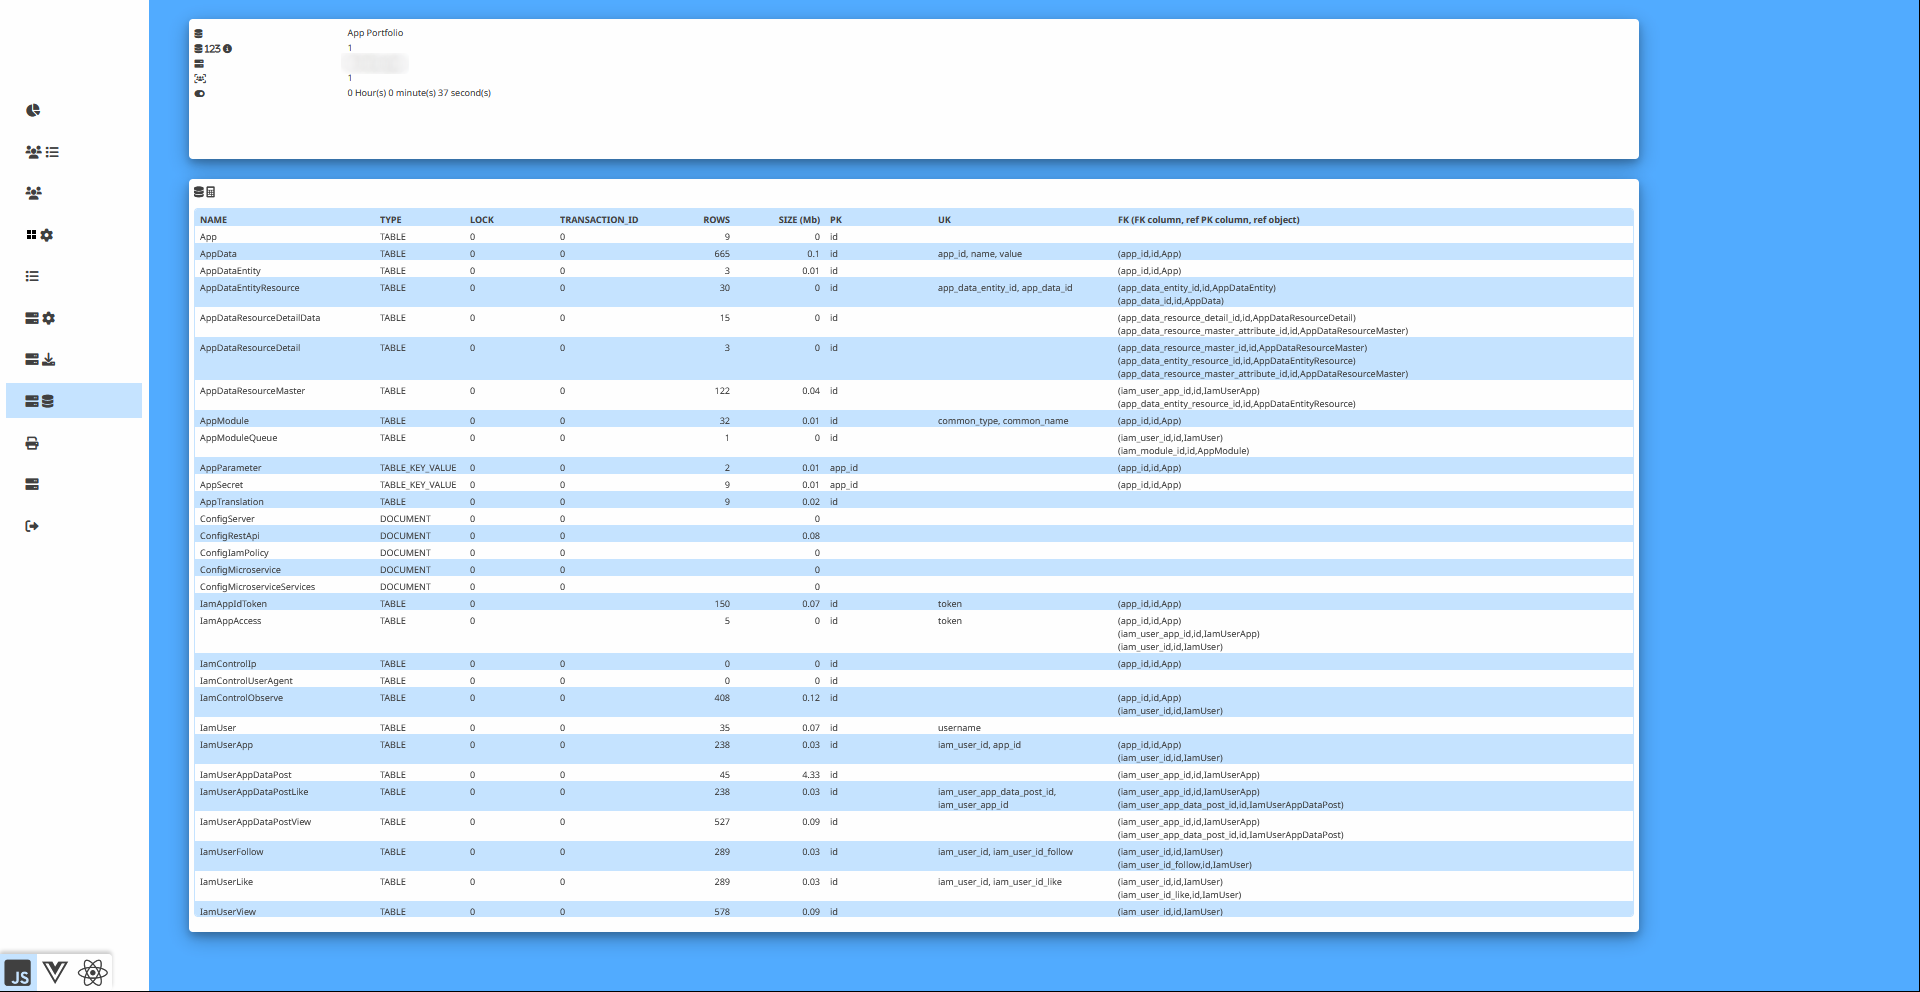 App Portfolio
123 1
1
0 Hour(s) 0 minute(s) 37 second(s)
NAME TYPE LOCK TRANSACTION_ID ROWS SIZE (Mb) PK UK FK (FK column, ref PK column, ref object)
App TABLE 0 0 9 0 id
AppData TABLE 0 0 665 0.1 id app_id, name, value (app_id,id,App)
AppDataEntity TABLE 0 0 3 0.01 id (app_id,id,App)
AppDataEntityResource TABLE 0 0 30 0 id app_data_entity_id, app_data_id (app_data_entity_id,id,AppDataEntity)
(app_data_id,id,AppData)
AppDataResourceDetailData TABLE 0 0 15 0 id (app_data_resource_detail_id,id,AppDataResourceDetail)
(app_data_resource_master_attribute_id,id,AppDataResourceMaster)
AppDataResourceDetail TABLE 0 0 3 0 id (app_data_resource_master_id,id,AppDataResourceMaster)
(app_data_entity_resource_id,id,AppDataEntityResource)
(app_data_resource_master_attribute_id,id,AppDataResourceMaster)
AppDataResourceMaster TABLE 0 0 122 0.04 id (iam_user_app_id,id,IamUserApp)
(app_data_entity_resource_id,id,AppDataEntityResource)
AppModule TABLE 0 0 32 0.01 id common_type, common_name (app_id,id,App)
AppModuleQueue TABLE 0 0 1 0 id (iam_user_id,id,IamUser)
(iam_module_id,id,AppModule)
AppParameter TABLE_KEY_VALUE 0 0 2 0.01 app_id (app_id,id,App)
AppSecret TABLE_KEY_VALUE 0 0 9 0.01 app_id (app_id,id,App)
AppTranslation TABLE 0 0 9 0.02 id
ConfigServer DOCUMENT 0 0 0
ConfigRestApi DOCUMENT 0 0 0.08
ConfigIamPolicy DOCUMENT 0 0 0
ConfigMicroservice DOCUMENT 0 0 0
ConfigMicroserviceServices DOCUMENT 0 0 0
IamAppIdToken TABLE 0 150 0.07 id token (app_id,id,App)
IamAppAccess TABLE 0 5 0 id token (app_id,id,App)
(iam_user_app_id,id,IamUserApp)
(iam_user_id,id,IamUser)
IamControlIp TABLE 0 0 0 0 id (app_id,id,App)
IamControlUserAgent TABLE 0 0 0 0 id
IamControlObserve TABLE 0 0 408 0.12 id (app_id,id,App)
(iam_user_id,id,IamUser)
IamUser TABLE 0 0 35 0.07 id username
IamUserApp TABLE 0 0 238 0.03 id iam_user_id, app_id (app_id,id,App)
(iam_user_id,id,IamUser)
IamUserAppDataPost TABLE 0 0 45 4.33 id (iam_user_app_id,id,IamUserApp)
IamUserAppDataPostLike TABLE 0 0 238 0.03 id iam_user_app_data_post_id, (iam_user_app_id,id,IamUserApp)
iam_user_app_id (iam_user_app_data_post_id,id,IamUserAppDataPost)
IamUserAppDataPostView TABLE 0 0 527 0.09 id (iam_user_app_id,id,IamUserApp)
(iam_user_app_data_post_id,id,IamUserAppDataPost)
IamUserFollow TABLE 0 0 289 0.03 id iam_user_id, iam_user_id_follow (iam_user_id,id,IamUser)
(iam_user_id_follow,id,IamUser)
IamUserLike TABLE 0 0 289 0.03 id iam_user_id, iam_user_id_like (iam_user_id,id,IamUser)
(iam_user_id_like,id,IamUser)
IamUserView TABLE 0 0 578 0.09 id (iam_user_id,id,IamUser)
JS